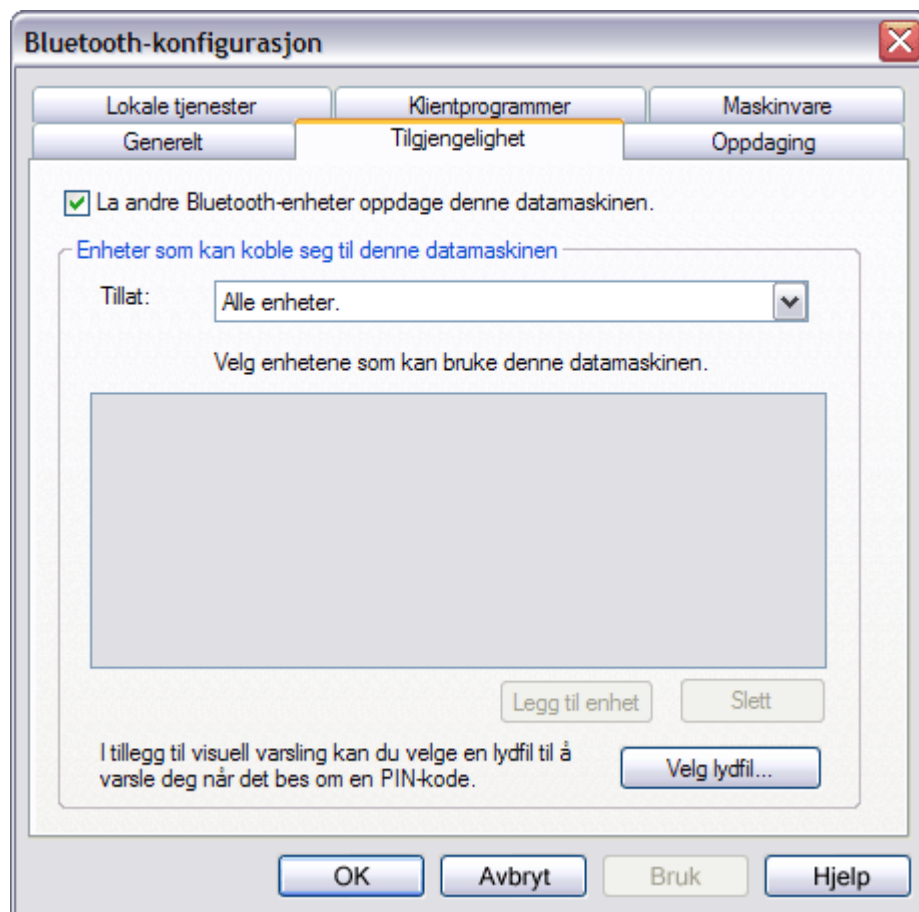 Bluetooth-konfigurasjon
Lokale tjenester
Klientprogrammer
Maskinvare
Generelt
Tilgjengelighet
Oppdaging
La andre Bluetooth-enheter oppdage denne datamaskinen.
Enheter som kan koble seg til denne datamaskinen
Tillat:
Alle enheter.
Velg enhetene som kan bruke denne datamaskinen.
Legg til enhet
Slett
I tillegg til visuell varsling kan du velge en lydfil til å
varsle deg når det bes om en PIN-kode.
Velg lydfil...
OK
Avbryt
Bruk
Hjelp